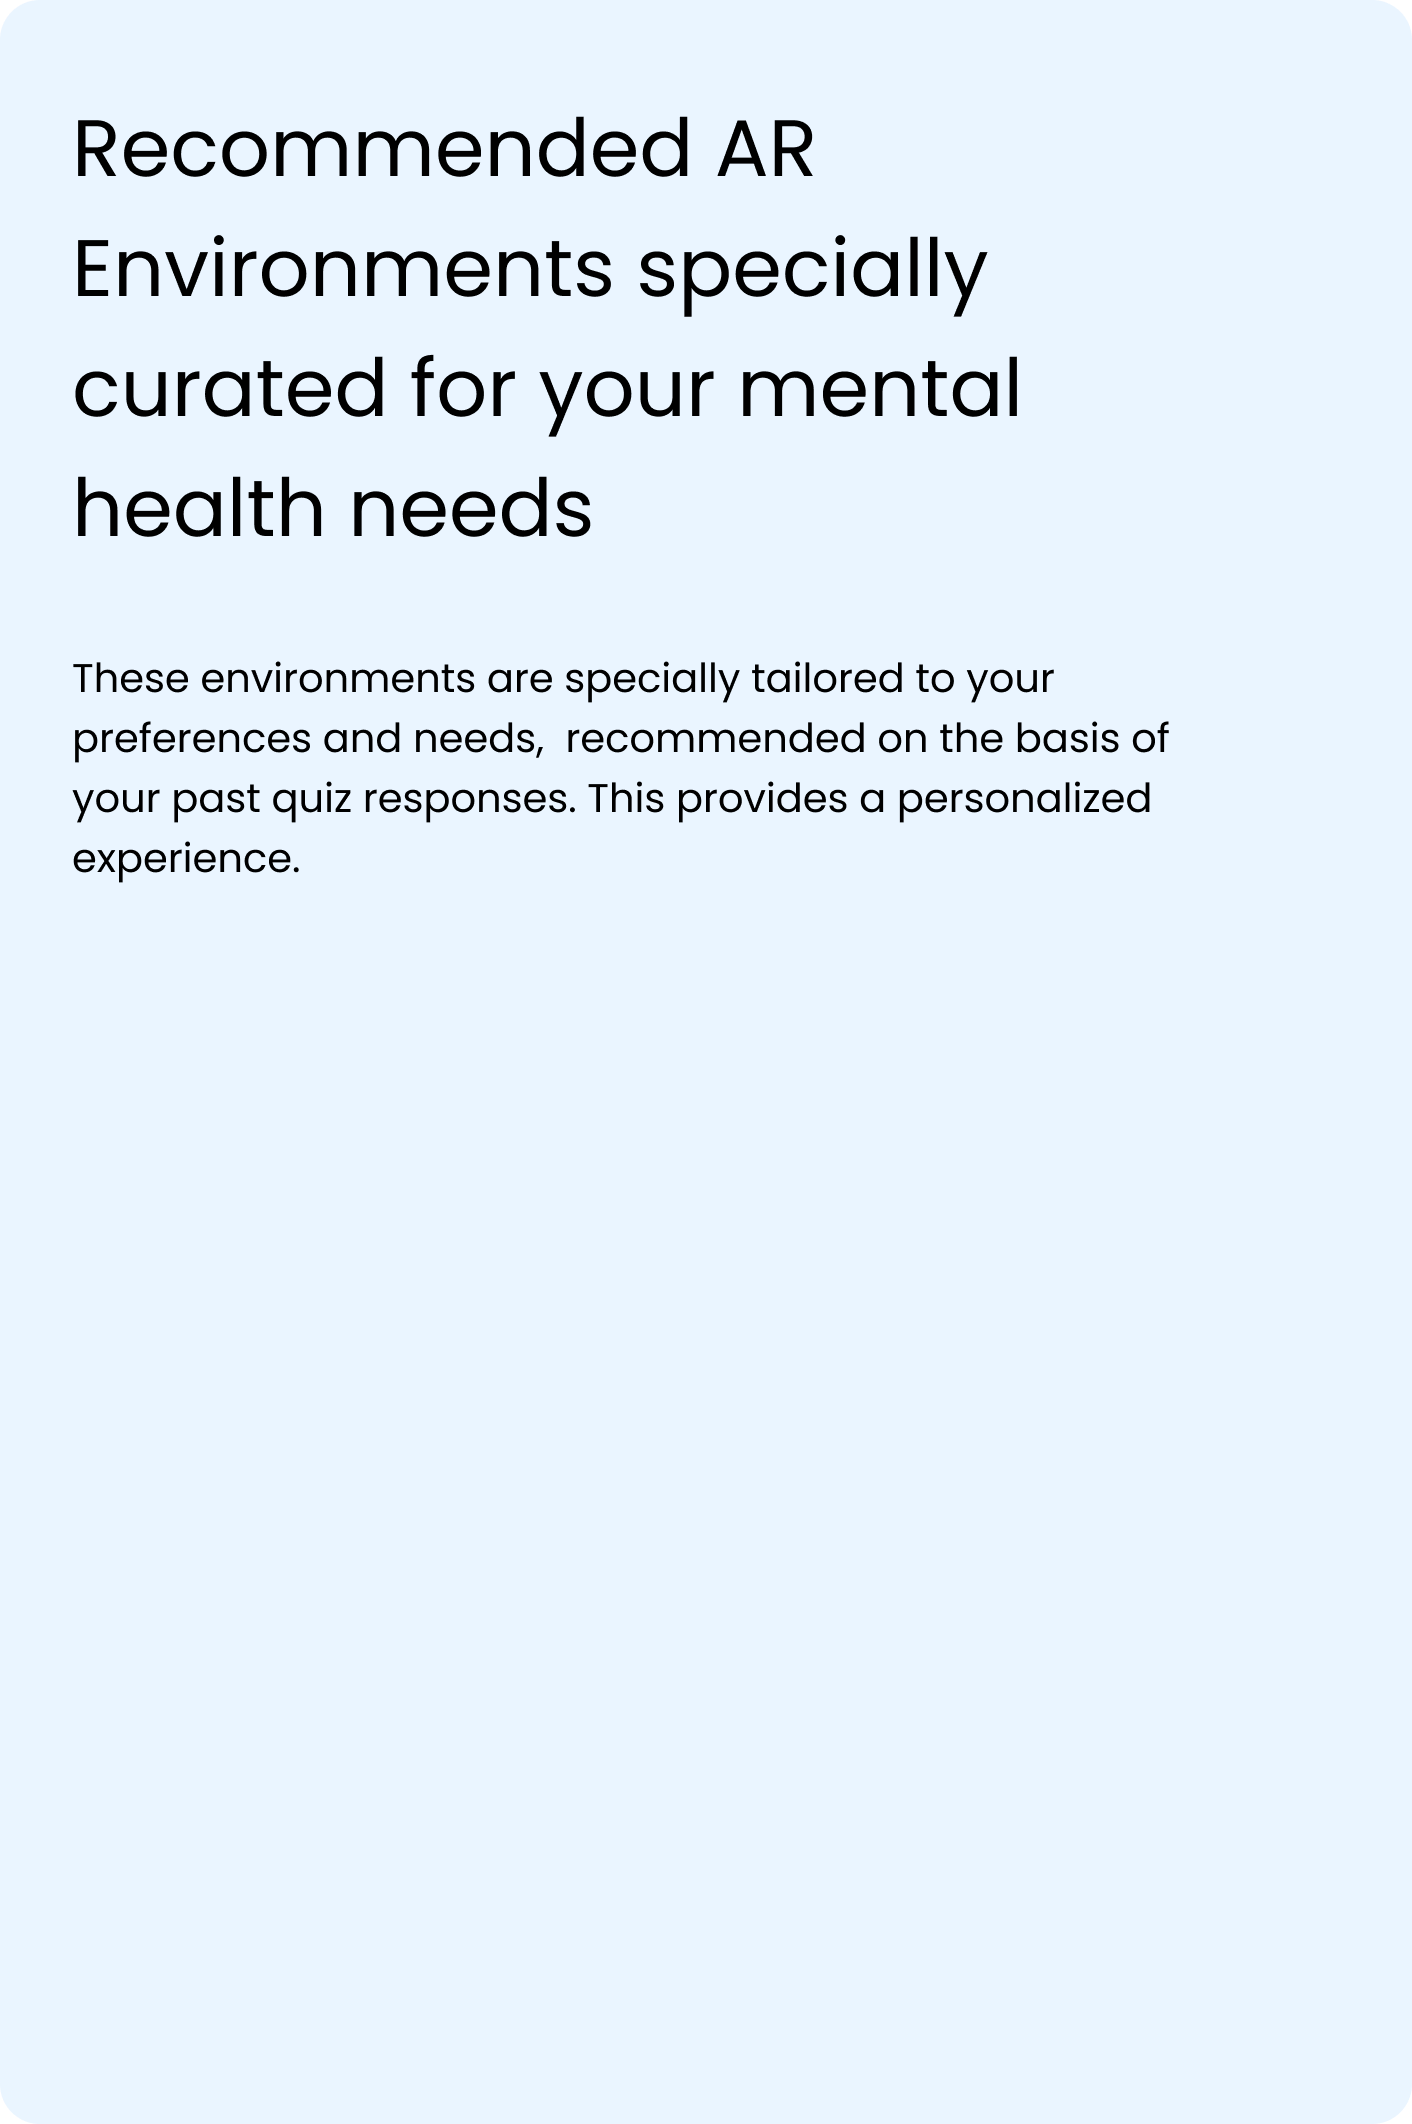 Recommended AR
Environments specially
curated for your mental
health needs
These environments are specially tailored to your
preferences and needs,  recommended on the basis of
your past quiz responses. This provides a personalized
experience.